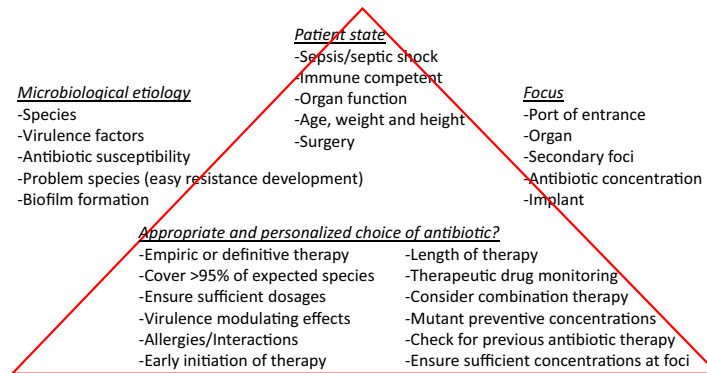 Patient state
-Sepsis/septic shock
-Immune competent
-Organ function
-Age, weight and height
-Surgery
Microbiological etiology
-Species
-Virulence factors
-Antibiotic susceptibility
-Problem species (easy resistance development)
-Biofilm formation
Focus
-Port of entrance
-Organ
-Secondary foci
-Antibiotic concentration
-Implant
Appropriate and personalized choice of antibiotic?
-Empiric or definitive therapy
-Cover >95% of expected species
-Ensure sufficient dosages
-Virulence modulating effects
-Allergies/Interactions
-Early initiation of therapy
-Length of therapy
-Therapeutic drug monitoring
-Consider combination therapy
-Mutant preventive concentrations
-Check for previous antibiotic therapy
-Ensure sufficient concentrations at foci